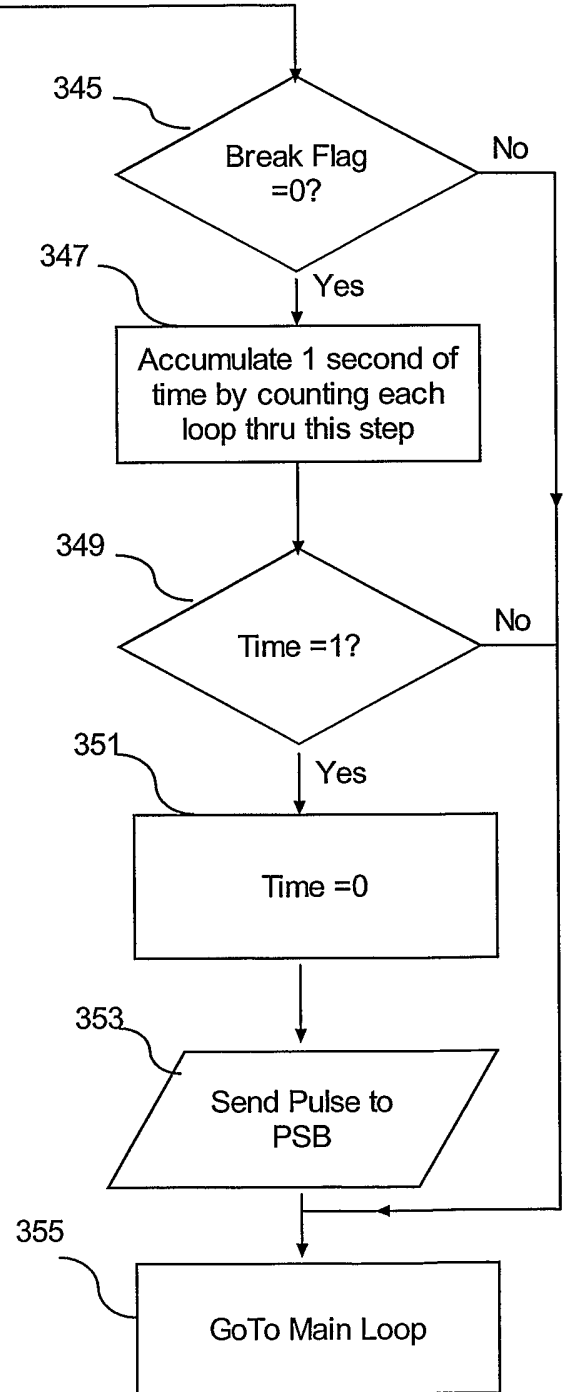 345
Break Flag
=0?
No
347
Yes
Accumulate 1 second of
time by counting each
loop thru this step
349
Time =1?
No
351
Yes
Time =0
353
Send Pulse to
PSB
355
GoTo Main Loop